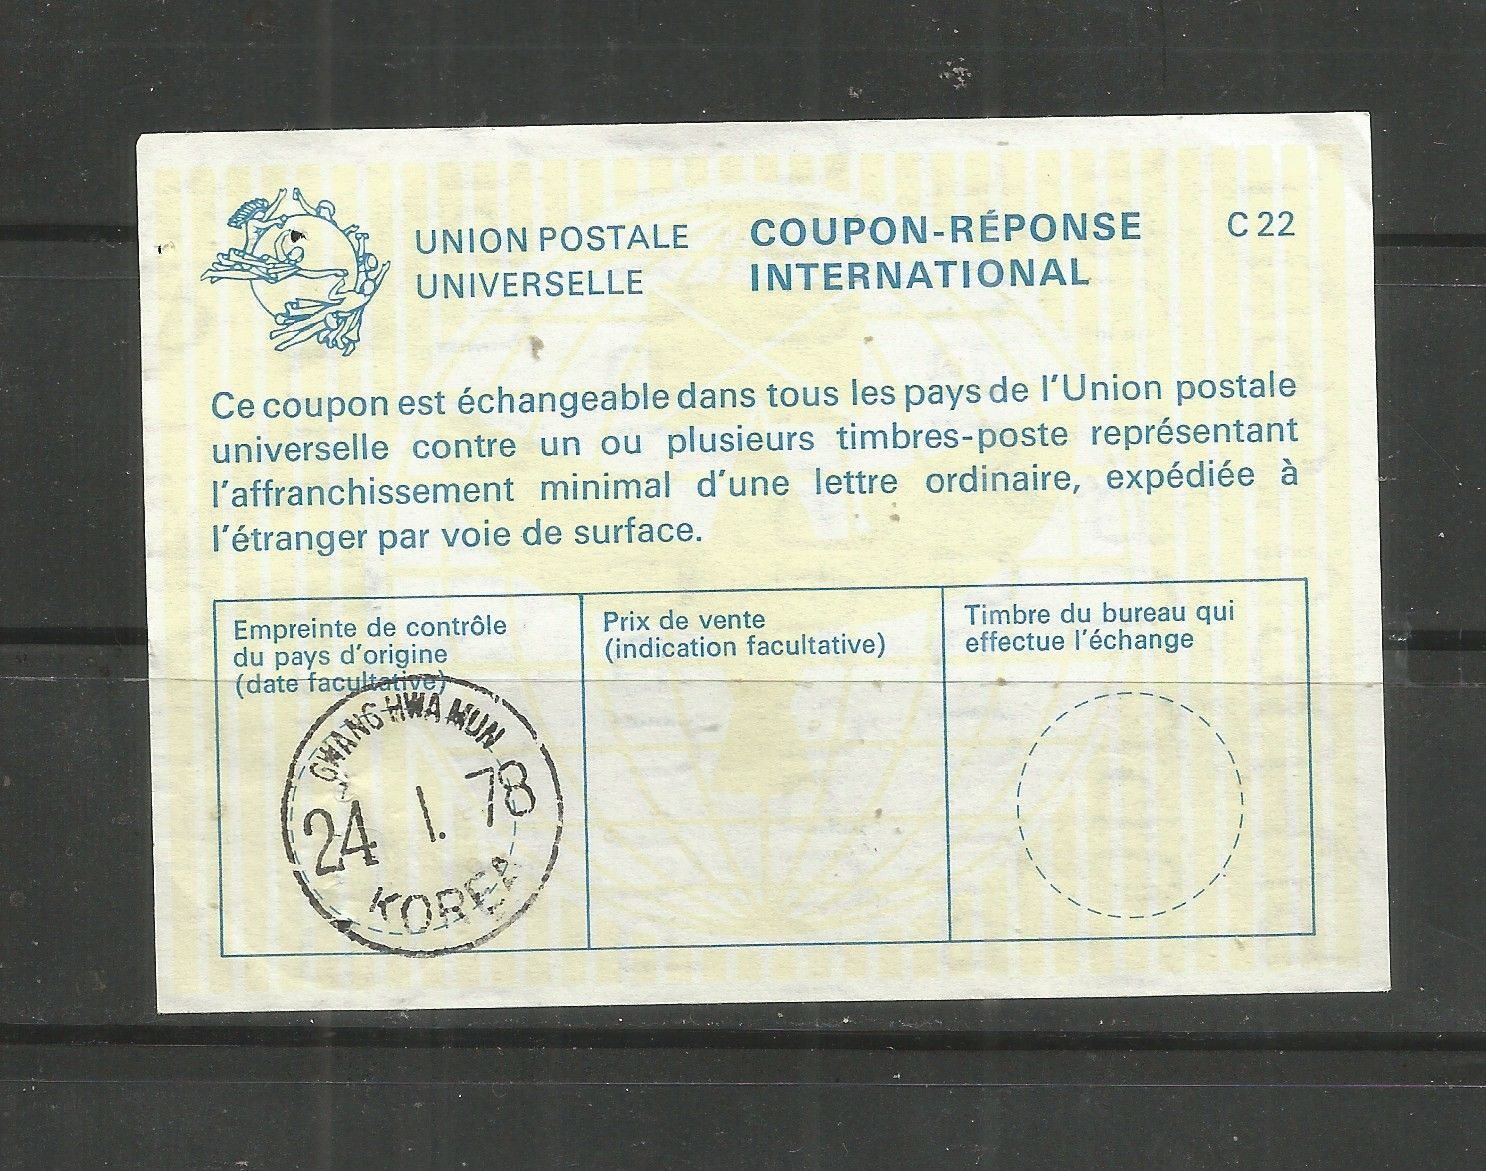 UNION POSTALE
UNIVERSELLE
COUPON-RÉPONSE
INTERNATIONAL
C 22
Ce coupon est échangeable dans tous les pays de l'Union postale
universelle contre un ou plusieurs timbres-poste représentant
l'affranchissement minimal d'une lettre ordinaire, expédiée à
l'étranger par voie de surface.
Empreinte de contrôle
du pays d'origine
(date facultative)
GWANG HWA MUN
24 I. 78
KOREA
Prix de vente
(indication facultative)
Timbre du bureau qui
effectue l'échange